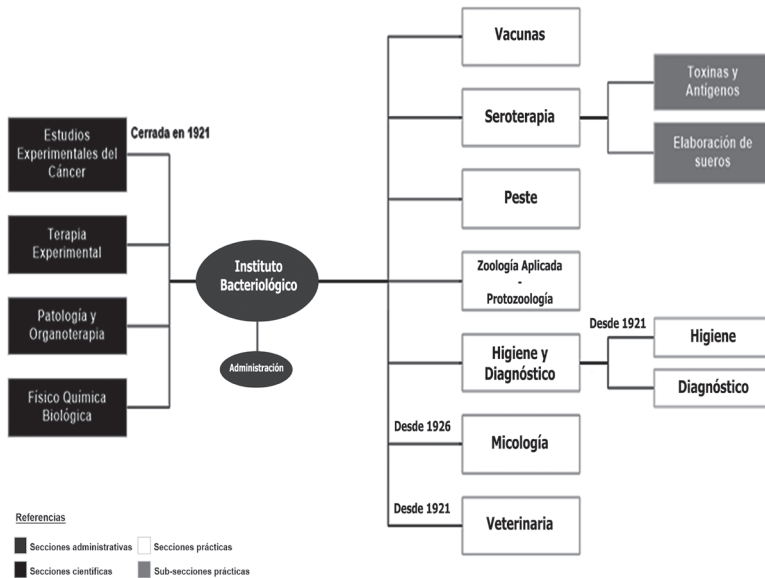 Estudios
Experimentales del
Cáncer
Cerrada en 1921
Terapia
Experimental
Patología y
Organoterapia
Físico Química
Biológica
Instituto
Bacteriológico
Administración
Vacunas
Seroterapia
Toxinas y
Antígenos
Elaboración de
sueros
Peste
Zoología Aplicada
-
Protozoología
Higiene y
Diagnóstico
Desde 1921
Higiene
Diagnóstico
Desde 1926
Micología
Desde 1921
Veterinaria
Referencias
Secciones administrativas
Secciones prácticas
Secciones científicas
Sub-secciones prácticas